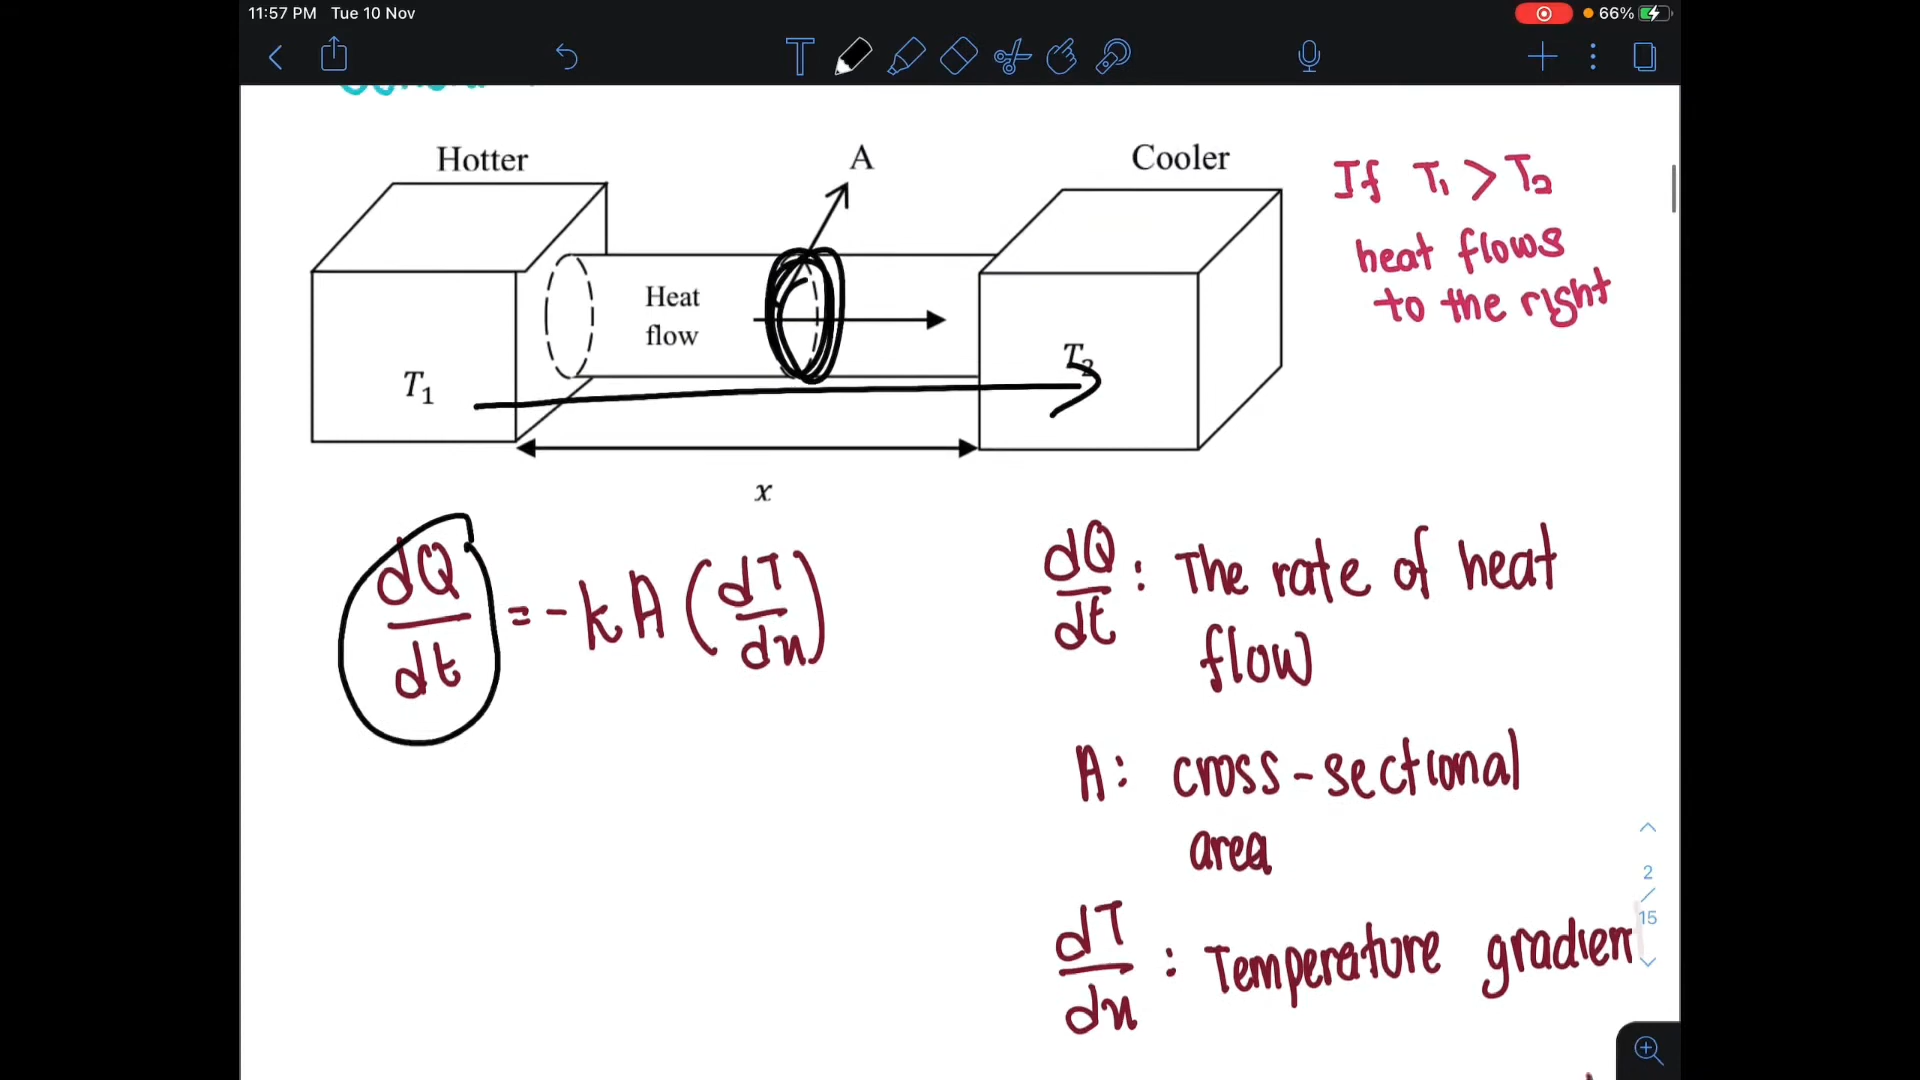 11:57 PM Tue 10 Nov
66%
Hotter
A
Cooler
If T₁ > T₂
heat flows
to the right
Heat
flow
T₁
T₂
x
dQ/dt = -kA (dT/dx)
dQ/dt : The rate of heat
flow
A: cross-sectional
area
dT/dx : Temperature gradien
2
/
15